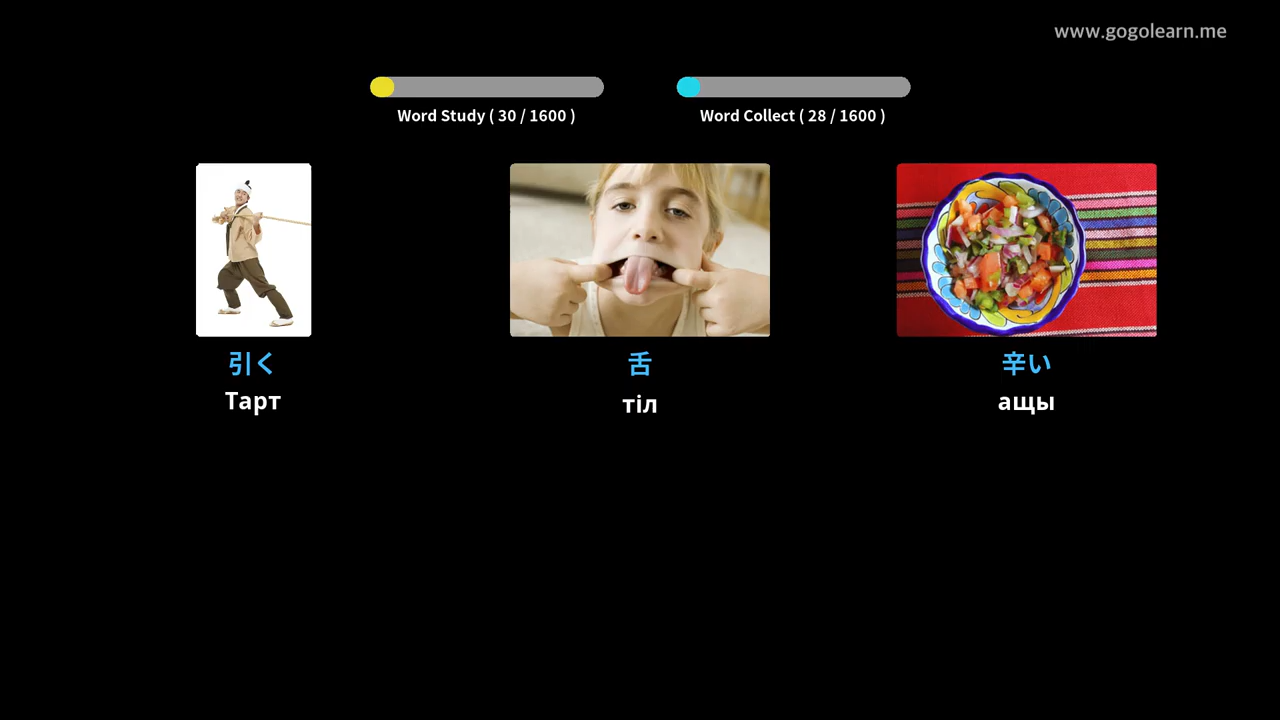 www.gogolearn.me
Word Study ( 30 / 1600 )
Word Collect ( 28 / 1600 )
引く
Тарт
舌
тіл
辛い
ащы